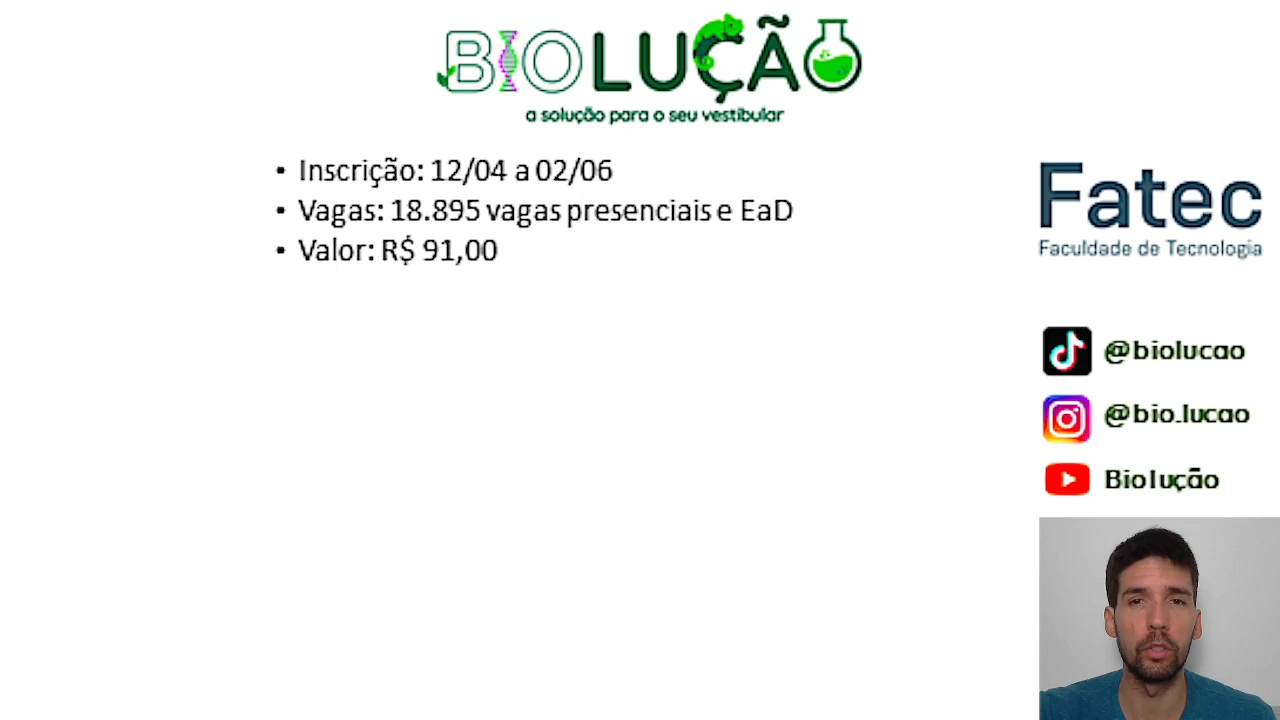 BIOLUÇÃO
a solução para o seu vestibular
• Inscrição: 12/04 a 02/06
• Vagas: 18.895 vagas presenciais e EaD
• Valor: R$ 91,00
Fatec
Faculdade de Tecnologia
@biolucao
@bio.lucao
Biolução